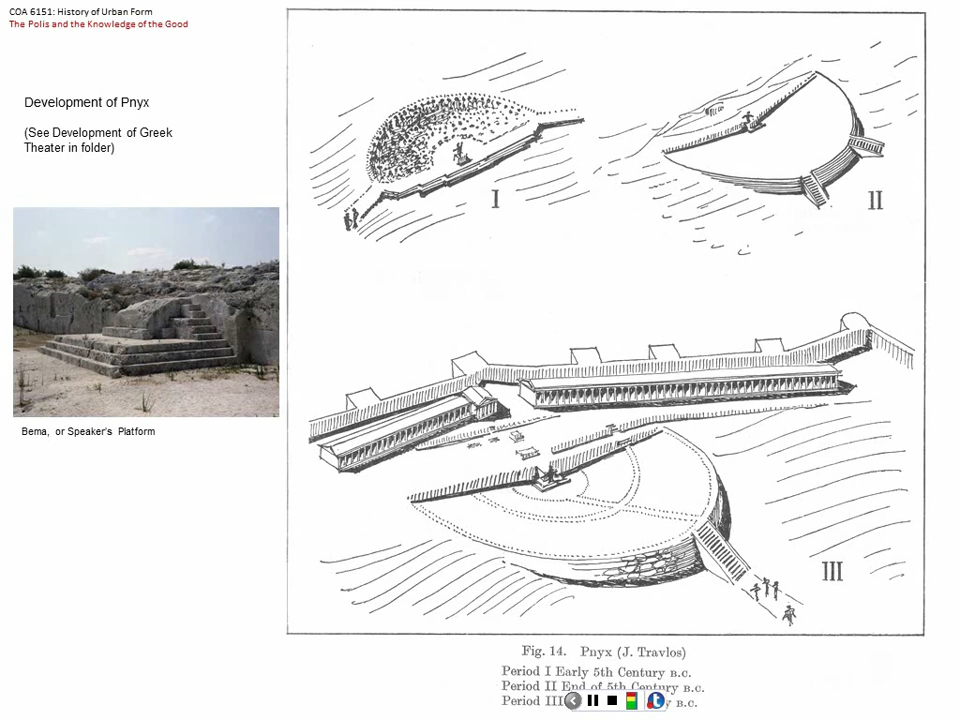 COA 6151: History of Urban Form
The Polis and the Knowledge of the Good
Development of Pnyx
(See Development of Greek
Theater in folder)
Bema, or Speaker's Platform
I
II
III
Fig. 14. Pnyx (J. Travlos)
Period I Early 5th Century B.C.
Period II End of 5th Century B.C.
Period III B.C.